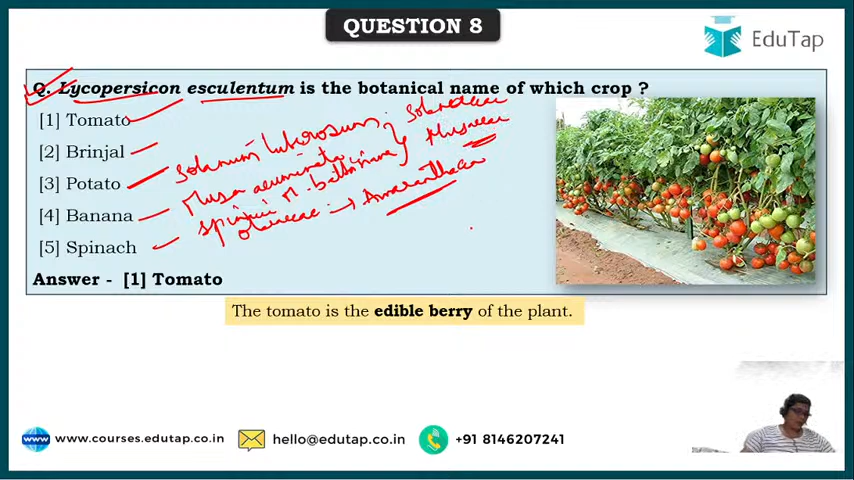 QUESTION 8
EduTap
Q. Lycopersicon esculentum is the botanical name of which crop ?
[1] Tomato
[2] Brinjal
[3] Potato
[4] Banana
[5] Spinach
Solanum tuberosum
Musa acuminata
M. balbisiana
Answer - [1] Tomato
The tomato is the edible berry of the plant.
www.courses.edutap.co.in
hello@edutap.co.in
+91 8146207241